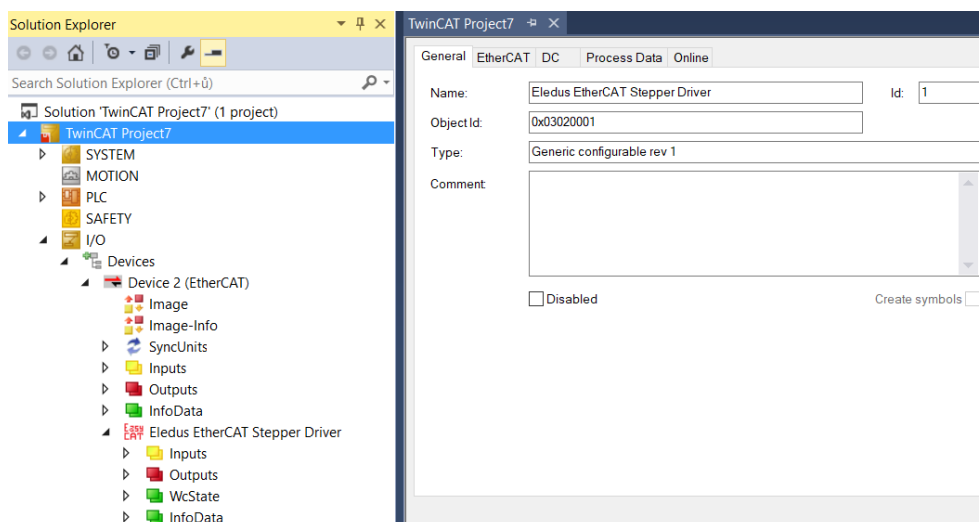 Solution Explorer
Search Solution Explorer (Ctrl+ů)
Solution 'TwinCAT Project7' (1 project)
TwinCAT Project7
SYSTEM
MOTION
PLC
SAFETY
I/O
Devices
Device 2 (EtherCAT)
Image
Image-Info
SyncUnits
Inputs
Outputs
InfoData
Easy CAT Eledus EtherCAT Stepper Driver
Inputs
Outputs
WcState
InfoData
TwinCAT Project7
General EtherCAT DC Process Data Online
Name: Eledus EtherCAT Stepper Driver Id: 1
Object Id: 0x03020001
Type: Generic configurable rev 1
Comment:
Disabled Create symbols